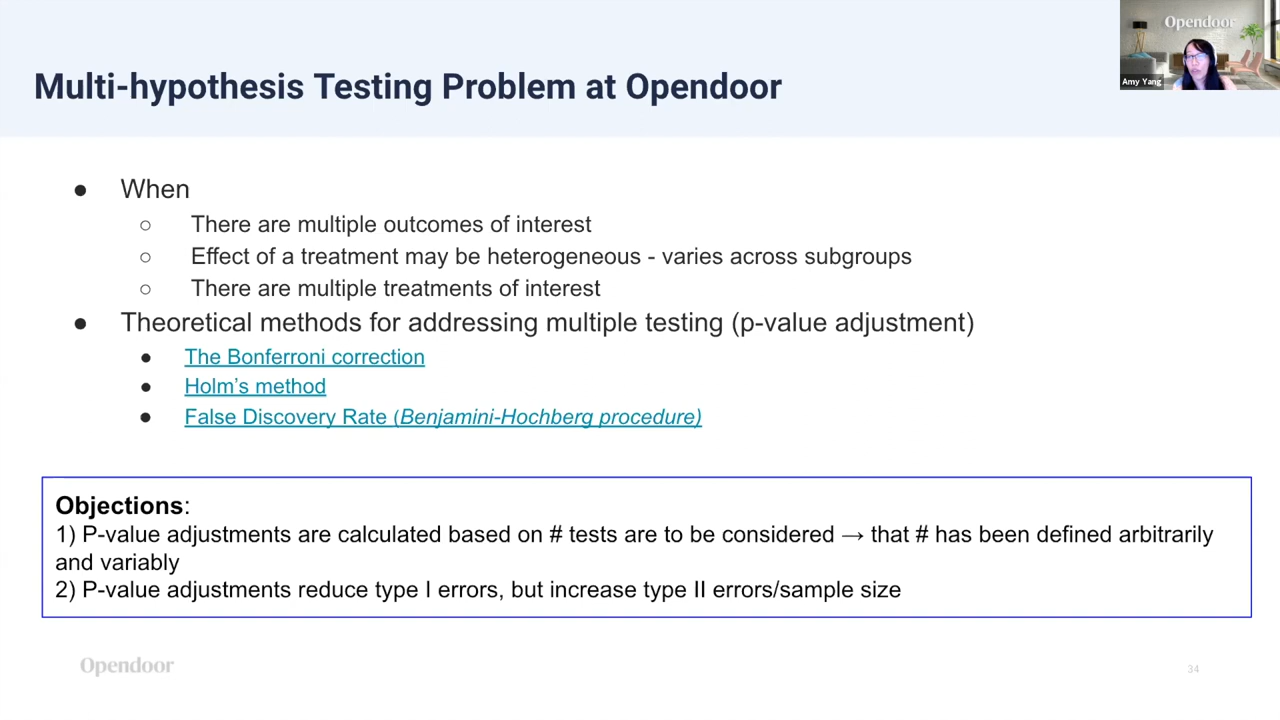 Opendoor
Amy Yang
Multi-hypothesis Testing Problem at Opendoor
● When
○ There are multiple outcomes of interest
○ Effect of a treatment may be heterogeneous - varies across subgroups
○ There are multiple treatments of interest
● Theoretical methods for addressing multiple testing (p-value adjustment)
● The Bonferroni correction
● Holm's method
● False Discovery Rate (Benjamini-Hochberg procedure)
Objections:
1) P-value adjustments are calculated based on # tests are to be considered → that # has been defined arbitrarily
and variably
2) P-value adjustments reduce type I errors, but increase type II errors/sample size
Opendoor
34